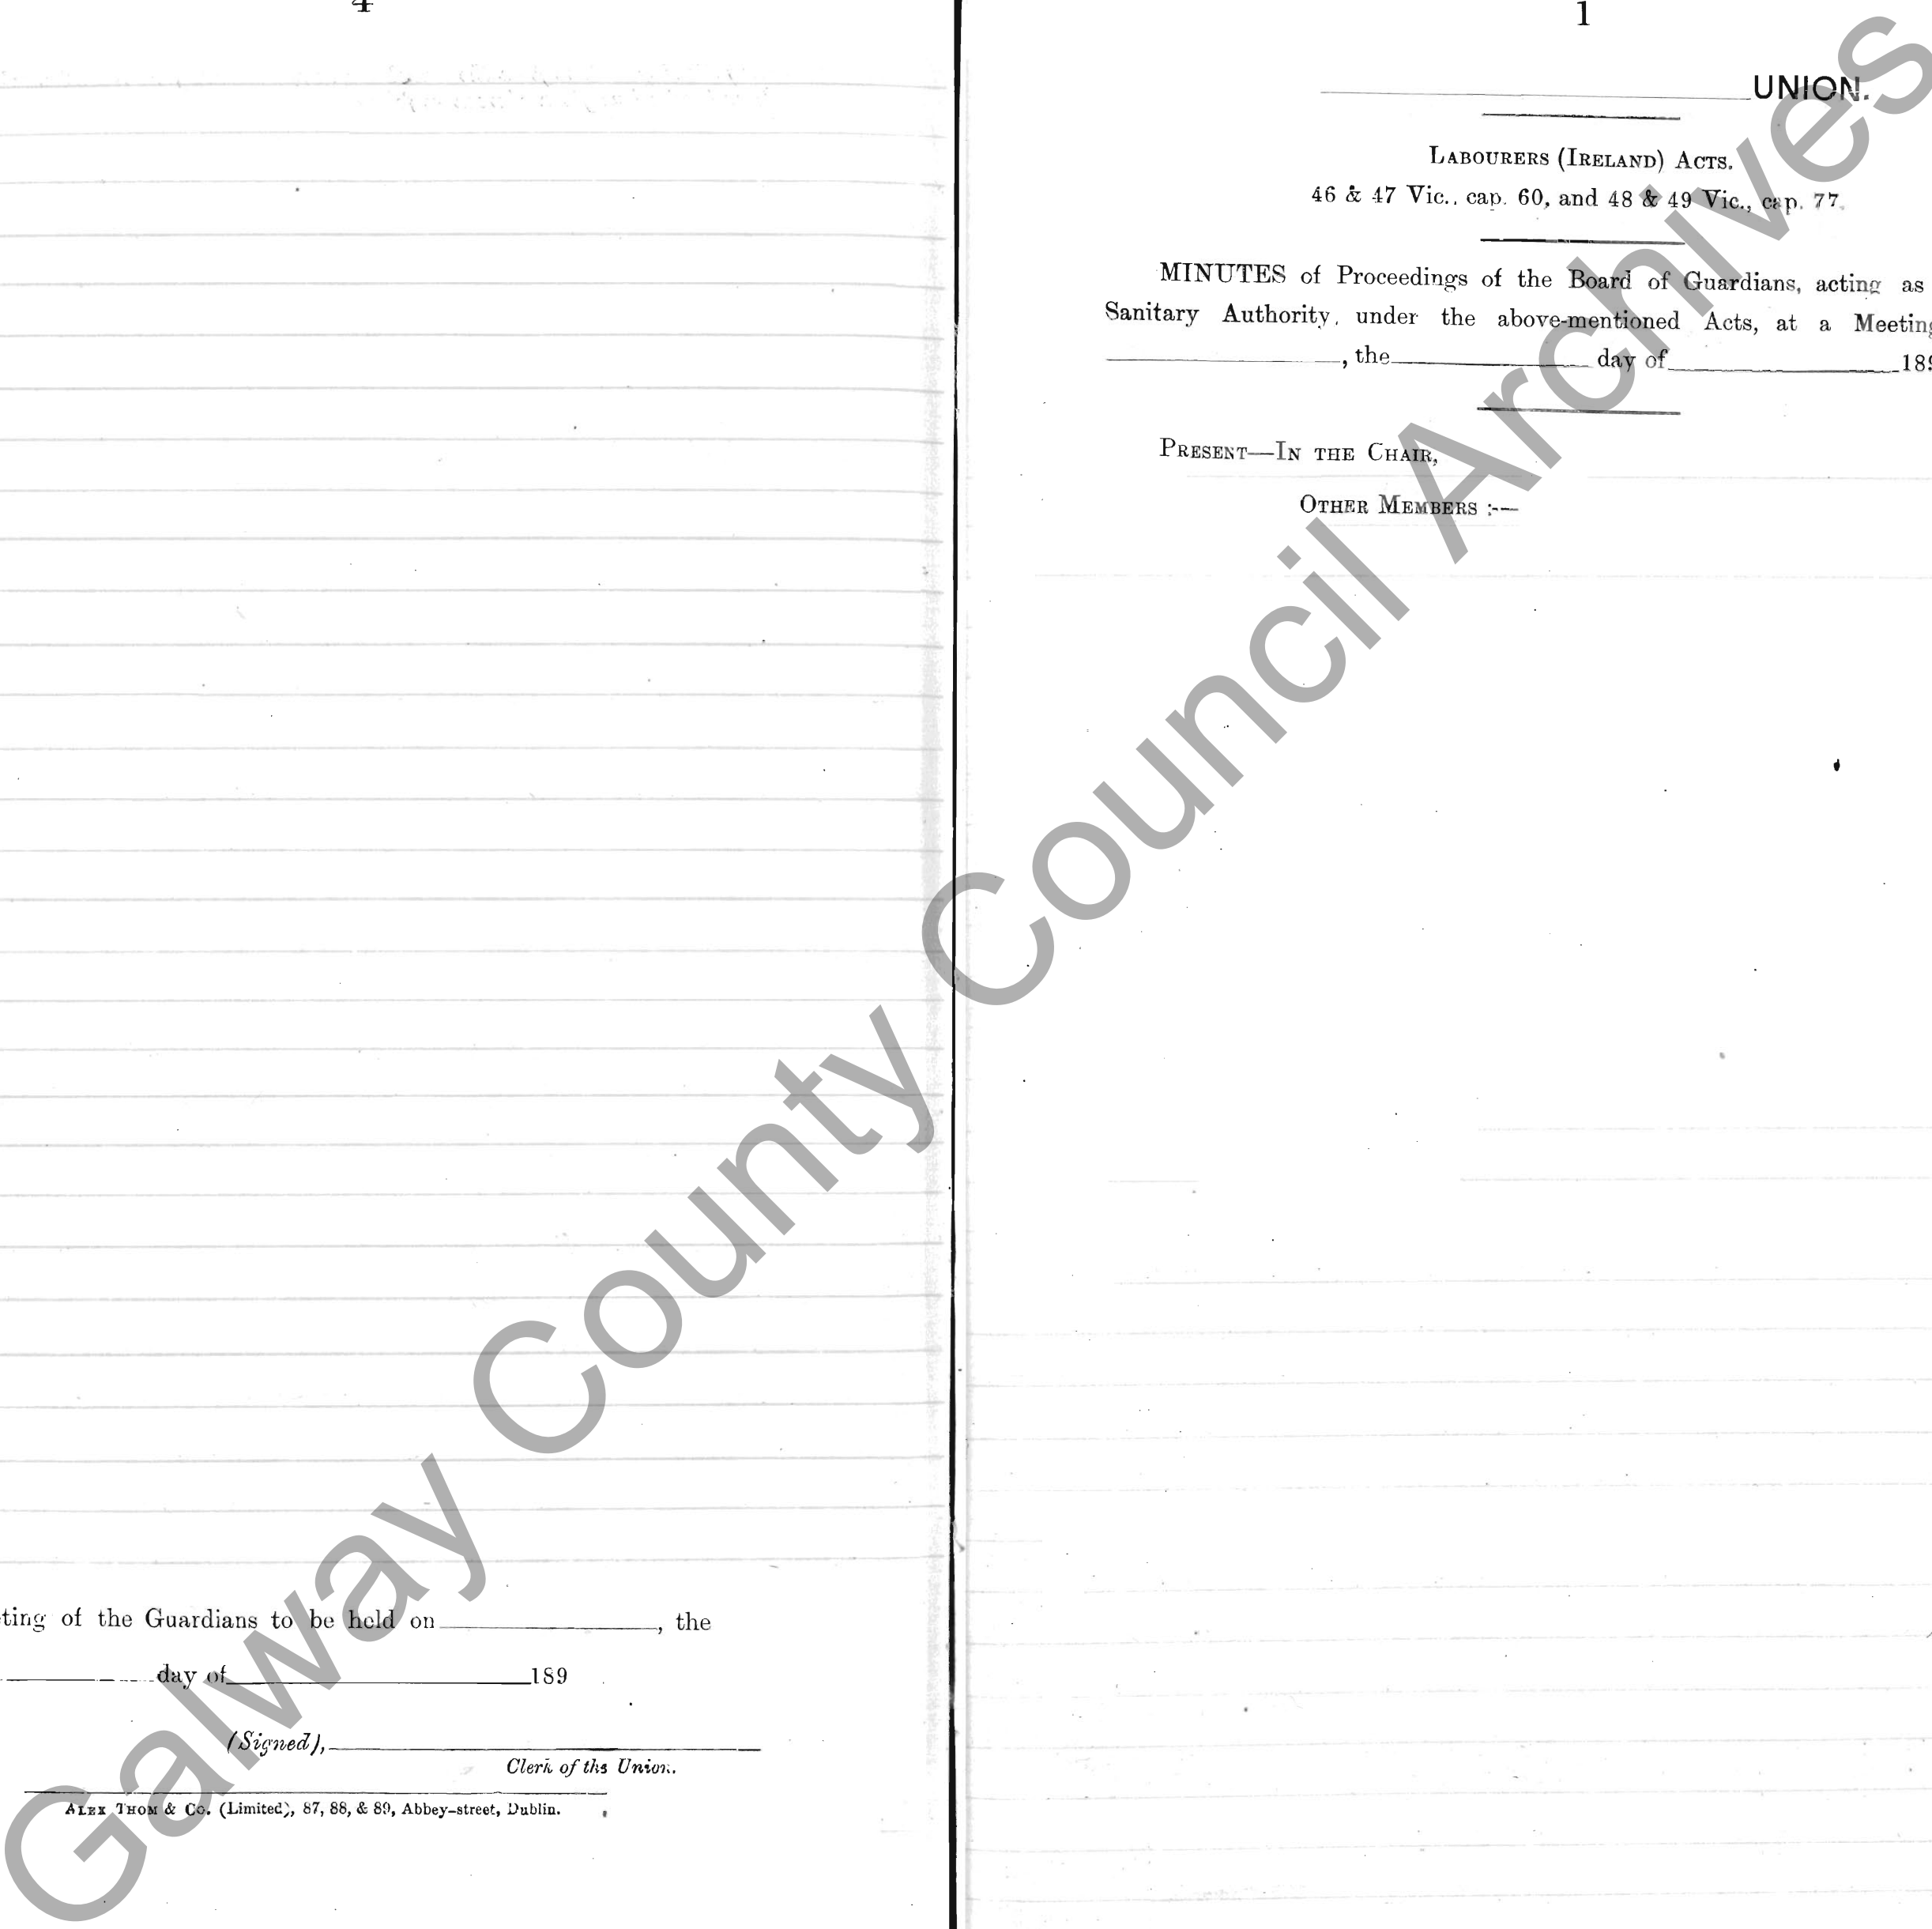 4
ting of the Guardians to be held on , the
day of 189
(Signed),
Clerk of the Union.
ALEX THOM & CO. (Limited), 87, 88, & 89, Abbey-street, Dublin.
1
UNION.
LABOURERS (IRELAND) ACTS.
46 & 47 Vic., cap. 60, and 48 & 49 Vic., cap. 77.
MINUTES of Proceedings of the Board of Guardians, acting as
Sanitary Authority, under the above-mentioned Acts, at a Meeting
, the day of 189
PRESENT—IN THE CHAIR,
OTHER MEMBERS :—
Galway County Council Archives